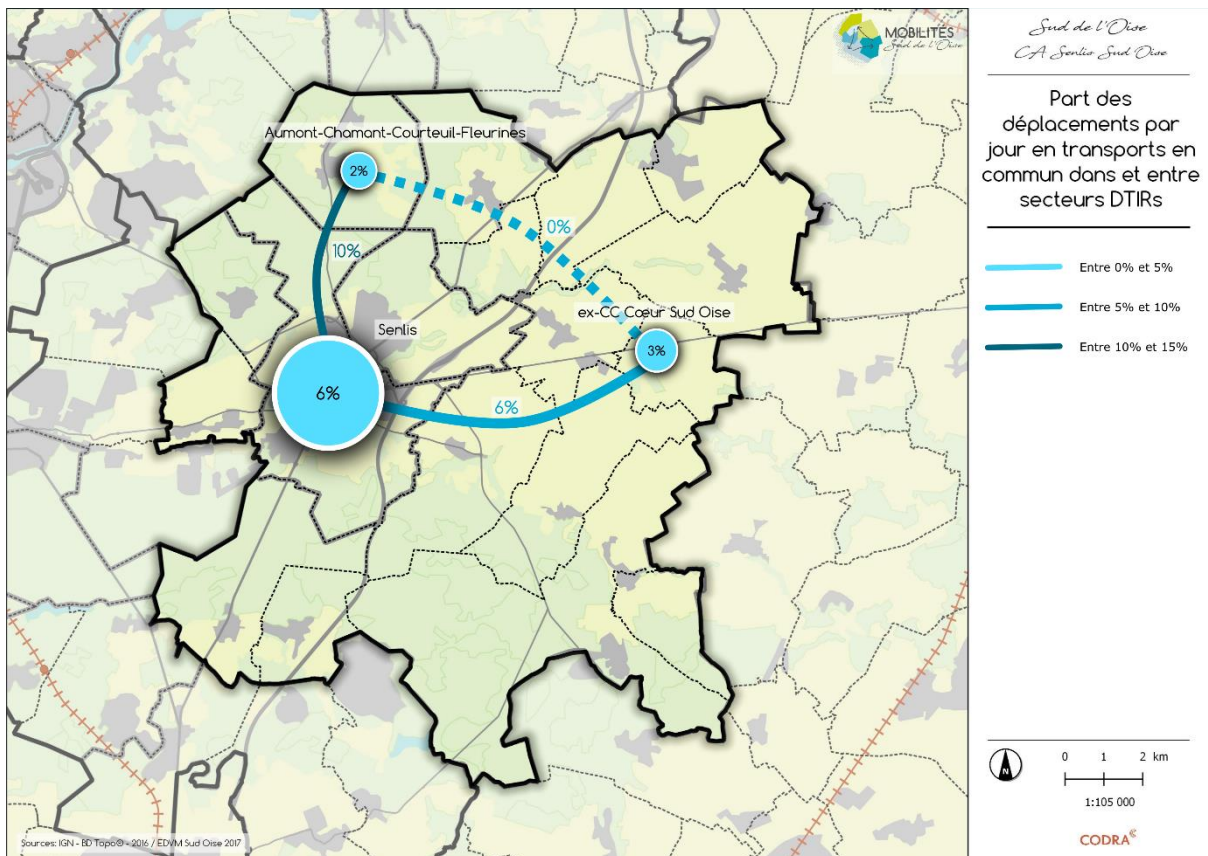 MOBILITÉS
Sud de l'Oise
Aumont-Chamant-Courteuil-Fleurines
2%
0%
10%
ex-CC Cœur Sud Oise
Senlis
3%
6%
6%
Sources: IGN - BD Topo® - 2016 / EDVM Sud Oise 2017
Sud de l'Oise
CA Senlis Sud Oise
Part des
déplacements par
jour en transports en
commun dans et entre
secteurs DTIRs
Entre 0% et 5%
Entre 5% et 10%
Entre 10% et 15%
N
0 1 2 km
1:105 000
CODRA